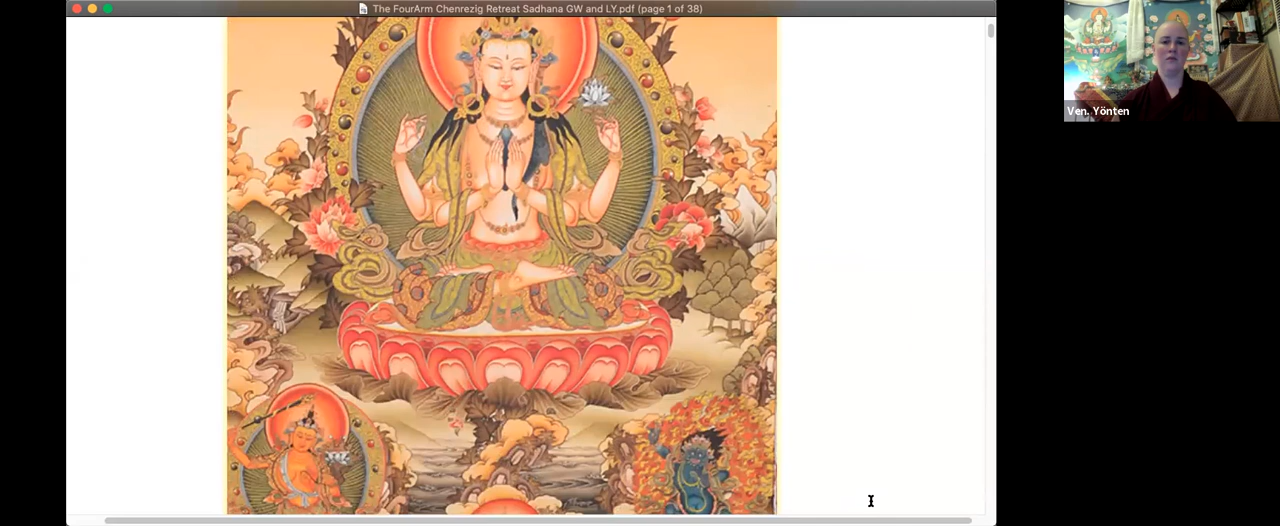 The FourArm Chenrezig Retreat Sadhana GW and LY.pdf (page 1 of 38)
Ven. Yönten